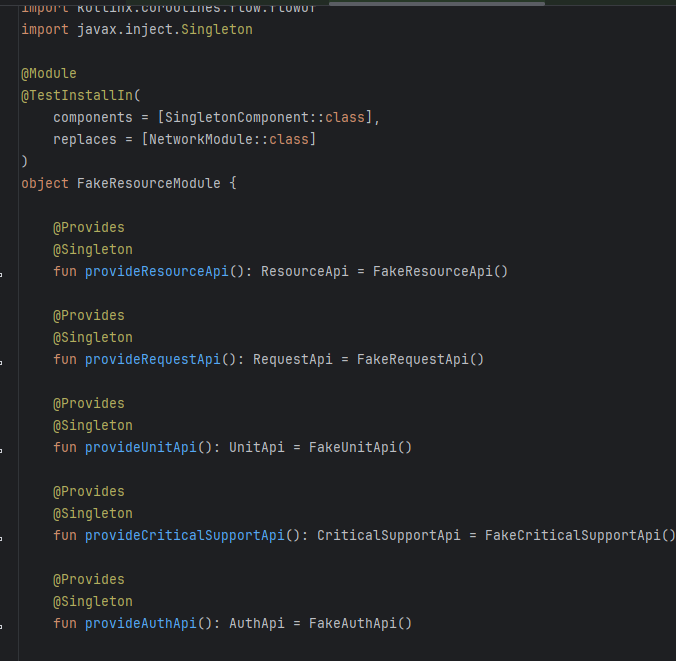 import kotlinx.coroutines.flow.flowOf
import javax.inject.Singleton
@Module
@TestInstallIn(
    components = [SingletonComponent::class],
    replaces = [NetworkModule::class]
)
object FakeResourceModule {
    @Provides
    @Singleton
    fun provideResourceApi(): ResourceApi = FakeResourceApi()
    @Provides
    @Singleton
    fun provideRequestApi(): RequestApi = FakeRequestApi()
    @Provides
    @Singleton
    fun provideUnitApi(): UnitApi = FakeUnitApi()
    @Provides
    @Singleton
    fun provideCriticalSupportApi(): CriticalSupportApi = FakeCriticalSupportApi()
    @Provides
    @Singleton
    fun provideAuthApi(): AuthApi = FakeAuthApi()